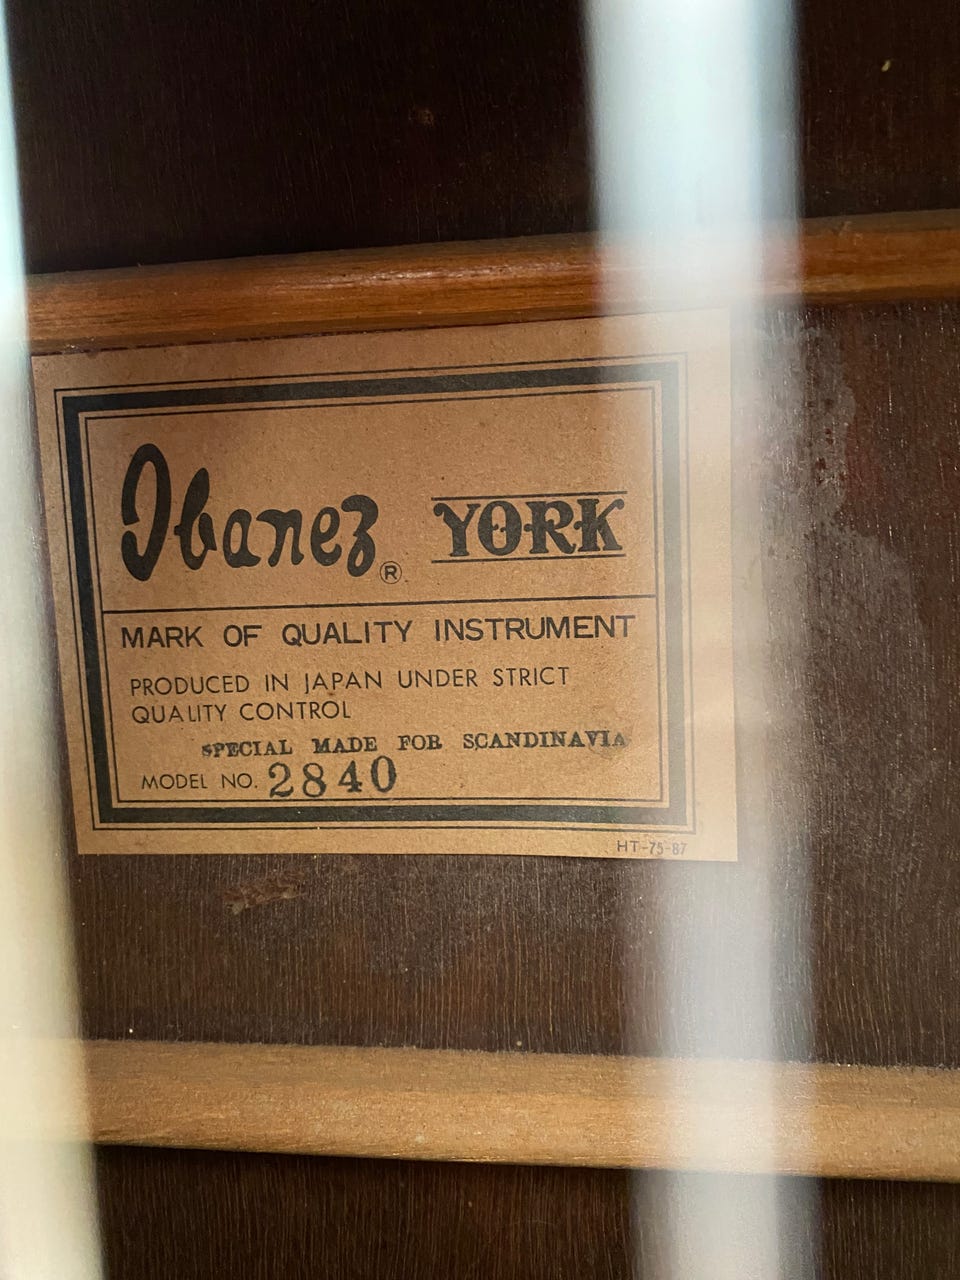 Ibanez® YORK
MARK OF QUALITY INSTRUMENT
PRODUCED IN JAPAN UNDER STRICT
QUALITY CONTROL
SPECIAL MADE FOR SCANDINAVIA
MODEL NO. 2840
HT-75-87